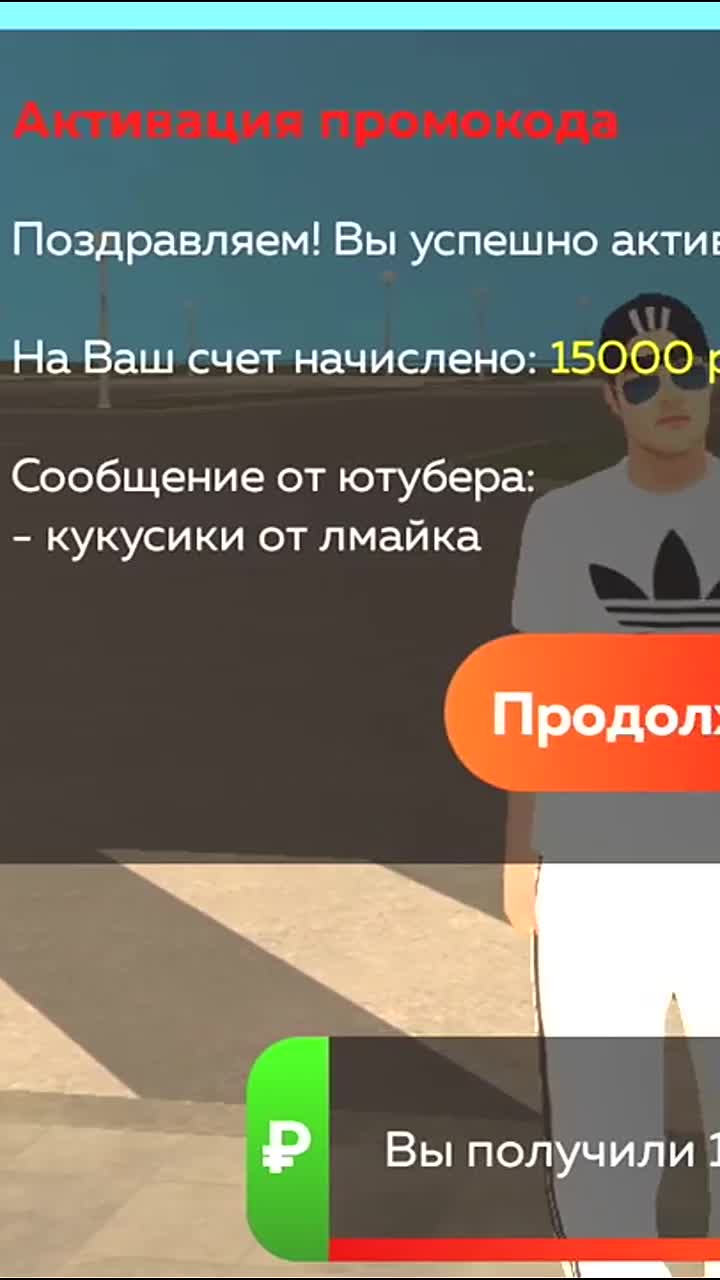 Активация промокода
Поздравляем! Вы успешно актив
На Ваш счет начислено: 15000 р
Сообщение от ютубера:
- кукусики от лмайка
Продолж
₽
Вы получили 1